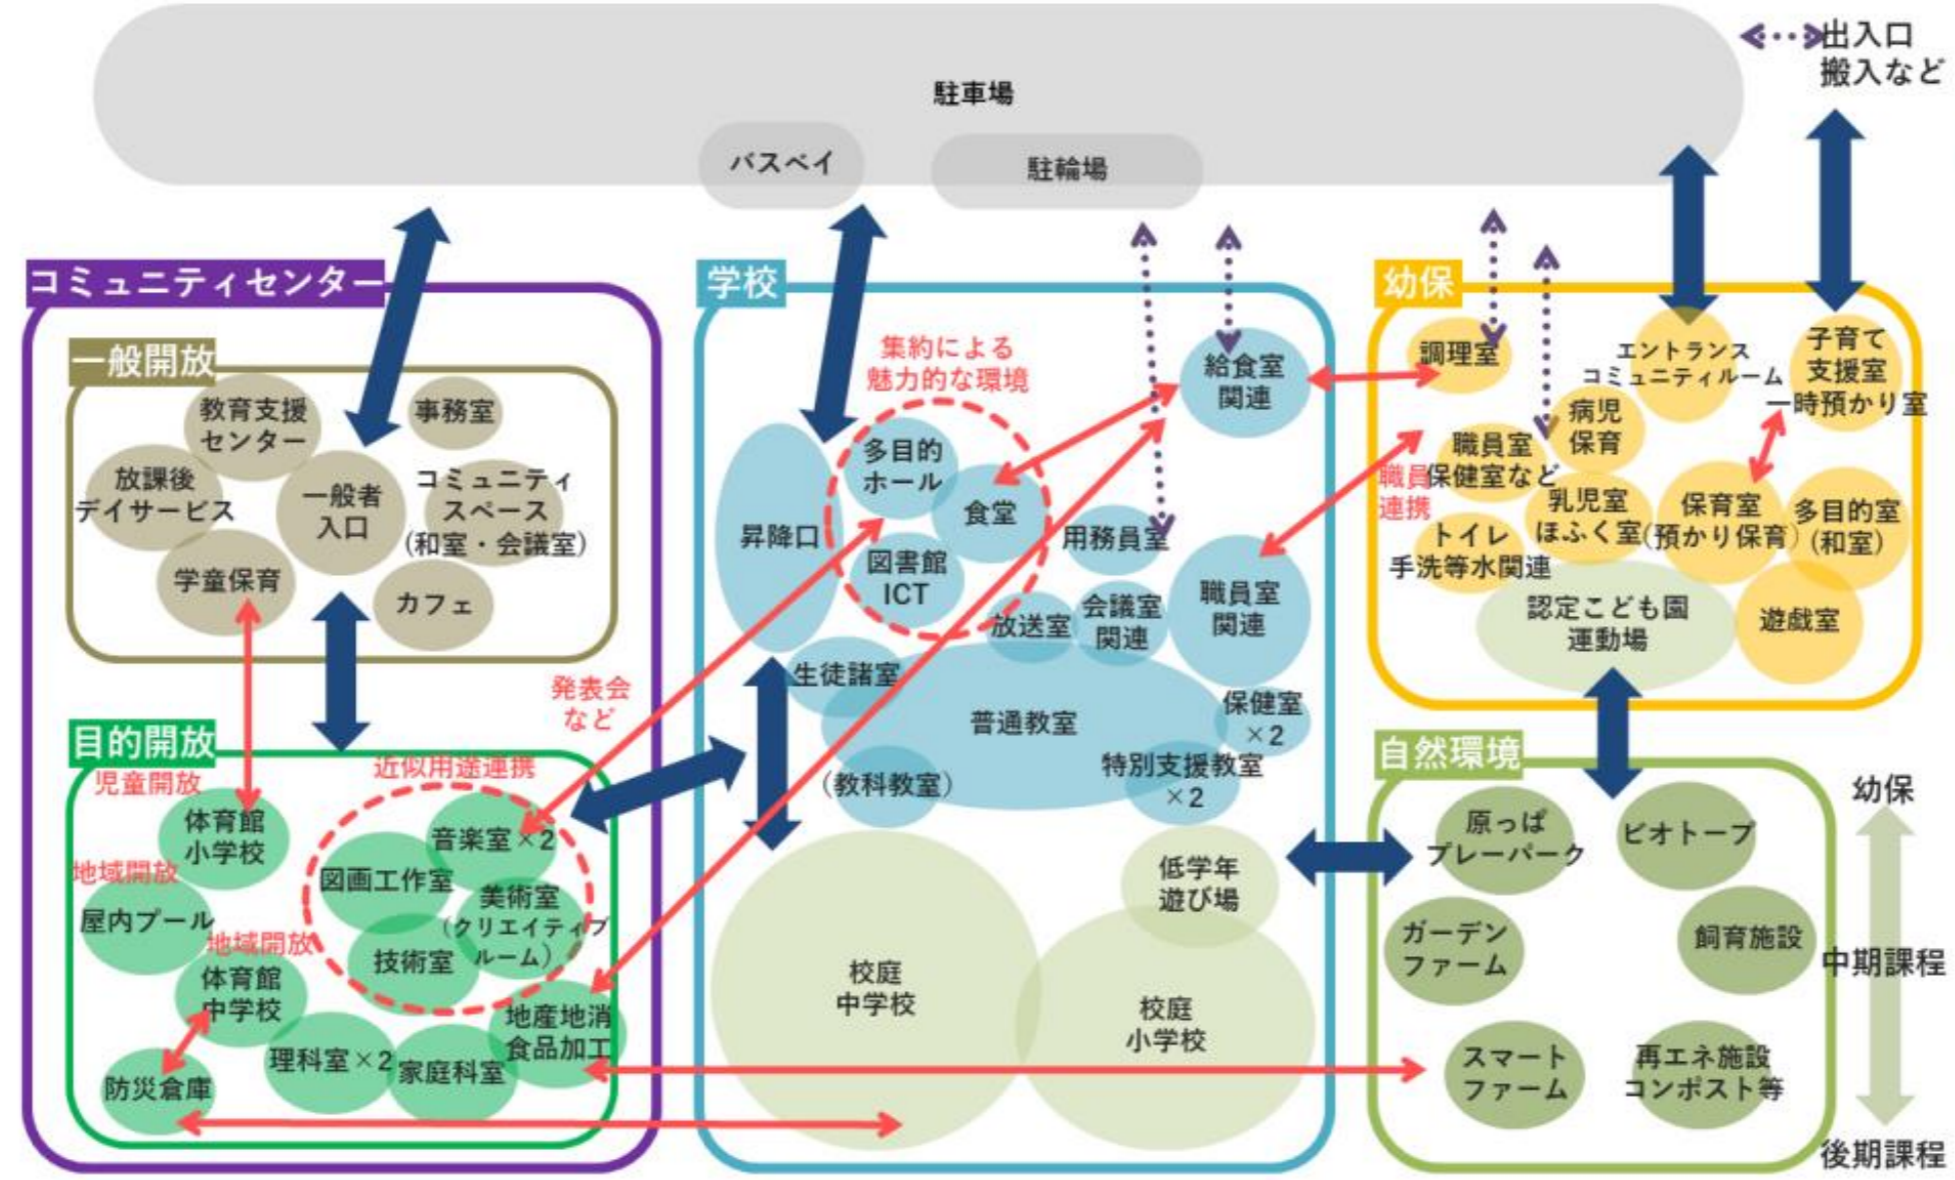 出入口
搬入など
駐車場
バスベイ
駐輪場
コミュニティセンター
一般開放
教育支援
センター
事務室
放課後
デイサービス
一般者
入口
コミュニティ
スペース
(和室・会議室)
学童保育
カフェ
目的開放
児童開放
体育館
小学校
地域開放
屋内プール
地域開放
体育館
中学校
防災倉庫
近似用途連携
音楽室×2
図画工作室
美術室
(クリエイティブ
ルーム)
技術室
理科室×2
家庭科室
地産地消
食品加工
発表会
など
学校
集約による
魅力的な環境
多目的
ホール
食堂
図書館
ICT
昇降口
給食室
関連
用務員室
放送室
会議室
関連
職員室
関連
生徒諸室
普通教室
保健室
×2
(教科教室)
特別支援教室
×2
低学年
遊び場
校庭
中学校
校庭
小学校
幼保
調理室
エントランス
コミュニティルーム
子育て
支援室
一時預かり室
病児
保育
職員室
保健室など
職員
連携
乳児室
ほふく室
保育室
(預かり保育)
多目的室
(和室)
トイレ
手洗等水関連
認定こども園
運動場
遊戯室
自然環境
原っぱ
プレーパーク
ビオトープ
ガーデン
ファーム
飼育施設
スマート
ファーム
再エネ施設
コンポスト等
幼保
中期課程
後期課程